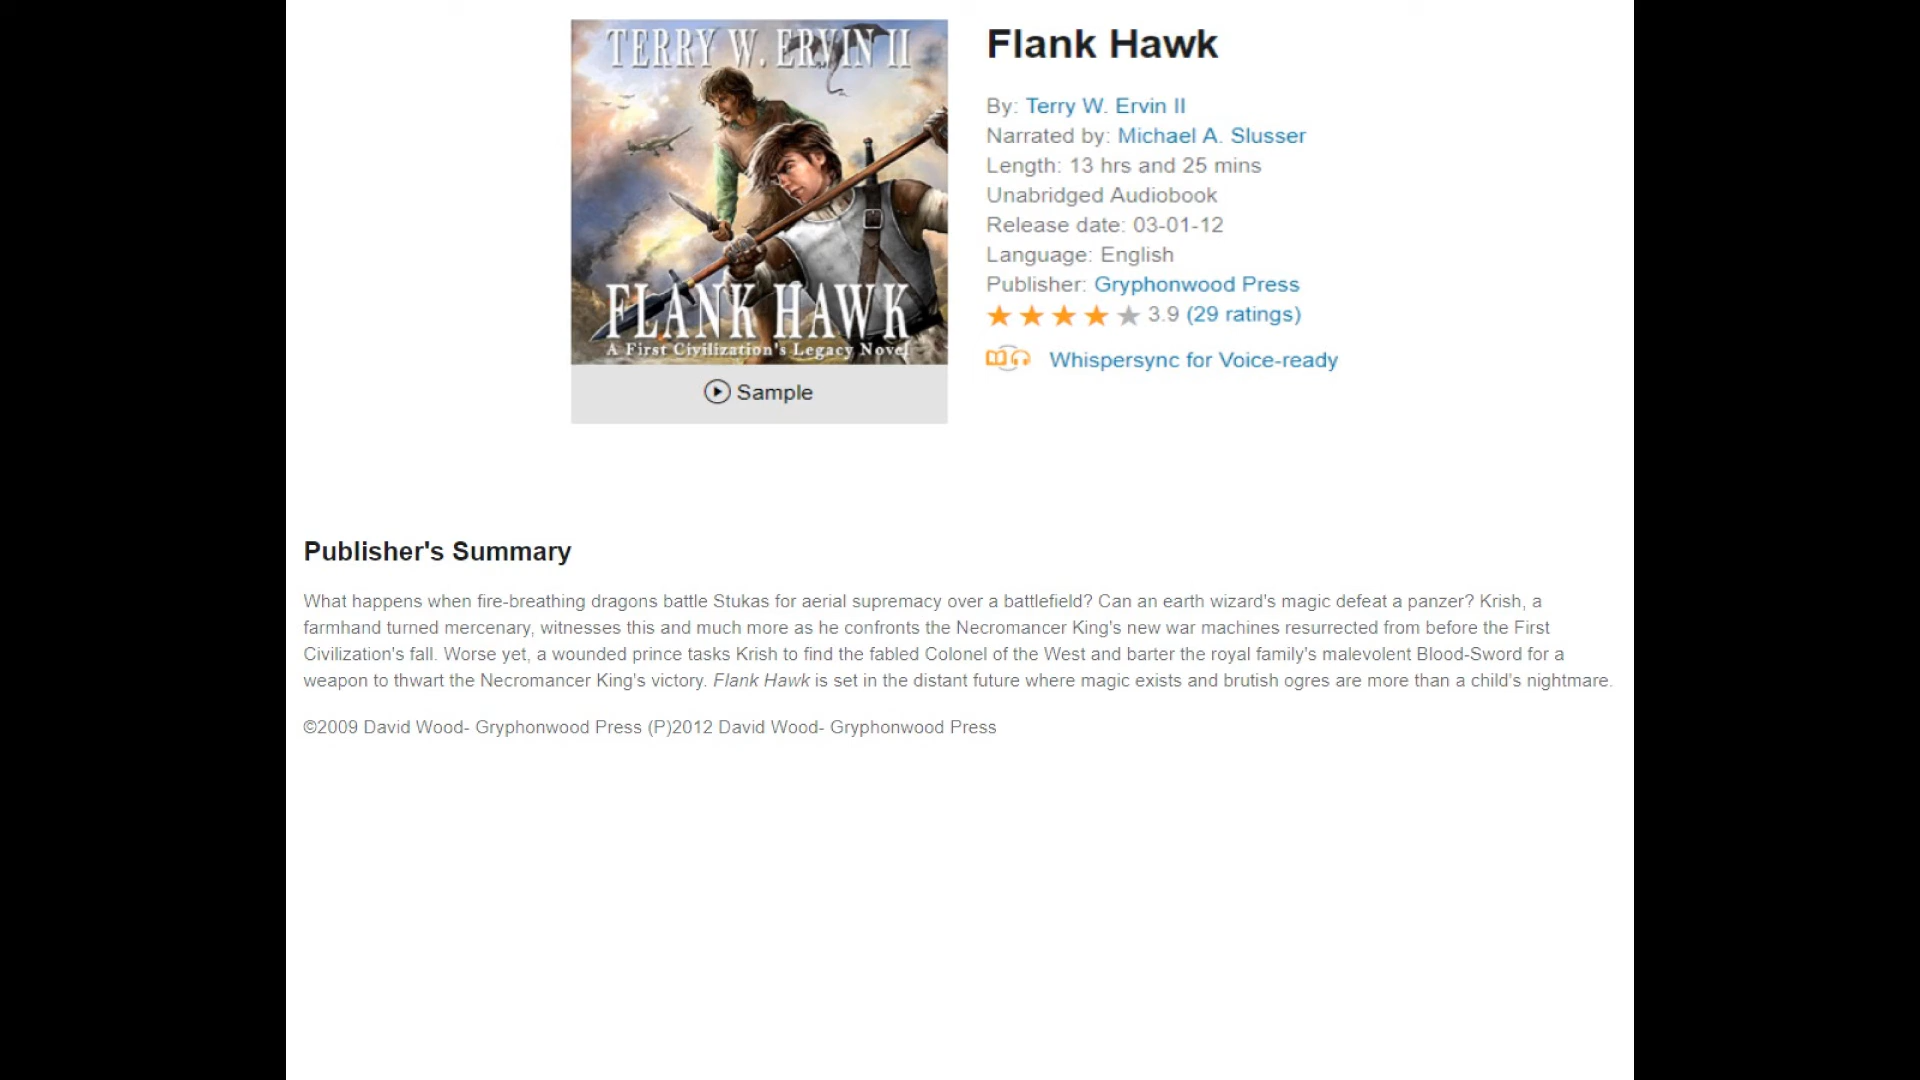 TERRY W. ERVIN II
FLANK HAWK
A First Civilization's Legacy Novel
Sample
Flank Hawk
By: Terry W. Ervin II
Narrated by: Michael A. Slusser
Length: 13 hrs and 25 mins
Unabridged Audiobook
Release date: 03-01-12
Language: English
Publisher: Gryphonwood Press
3.9 (29 ratings)
Whispersync for Voice-ready
Publisher's Summary
What happens when fire-breathing dragons battle Stukas for aerial supremacy over a battlefield? Can an earth wizard's magic defeat a panzer? Krish, a
farmhand turned mercenary, witnesses this and much more as he confronts the Necromancer King's new war machines resurrected from before the First
Civilization's fall. Worse yet, a wounded prince tasks Krish to find the fabled Colonel of the West and barter the royal family's malevolent Blood-Sword for a
weapon to thwart the Necromancer King's victory. Flank Hawk is set in the distant future where magic exists and brutish ogres are more than a child's nightmare.
©2009 David Wood- Gryphonwood Press (P)2012 David Wood- Gryphonwood Press